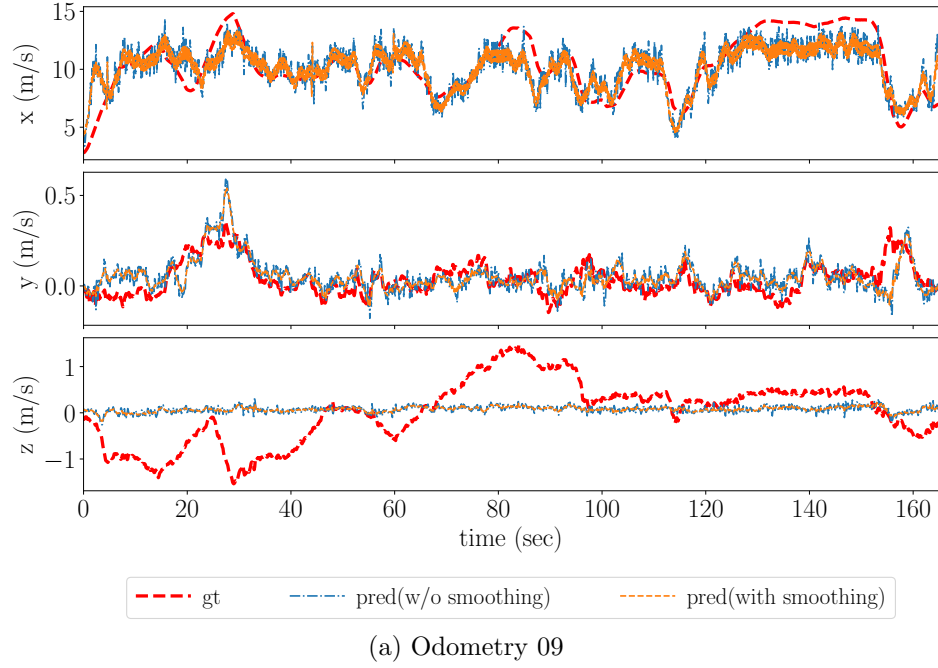 15
10
5
x (m/s)
0.5
0.0
y (m/s)
1
0
−1
z (m/s)
0 20 40 60 80 100 120 140 160
time (sec)
gt pred(w/o smoothing) pred(with smoothing)
(a) Odometry 09